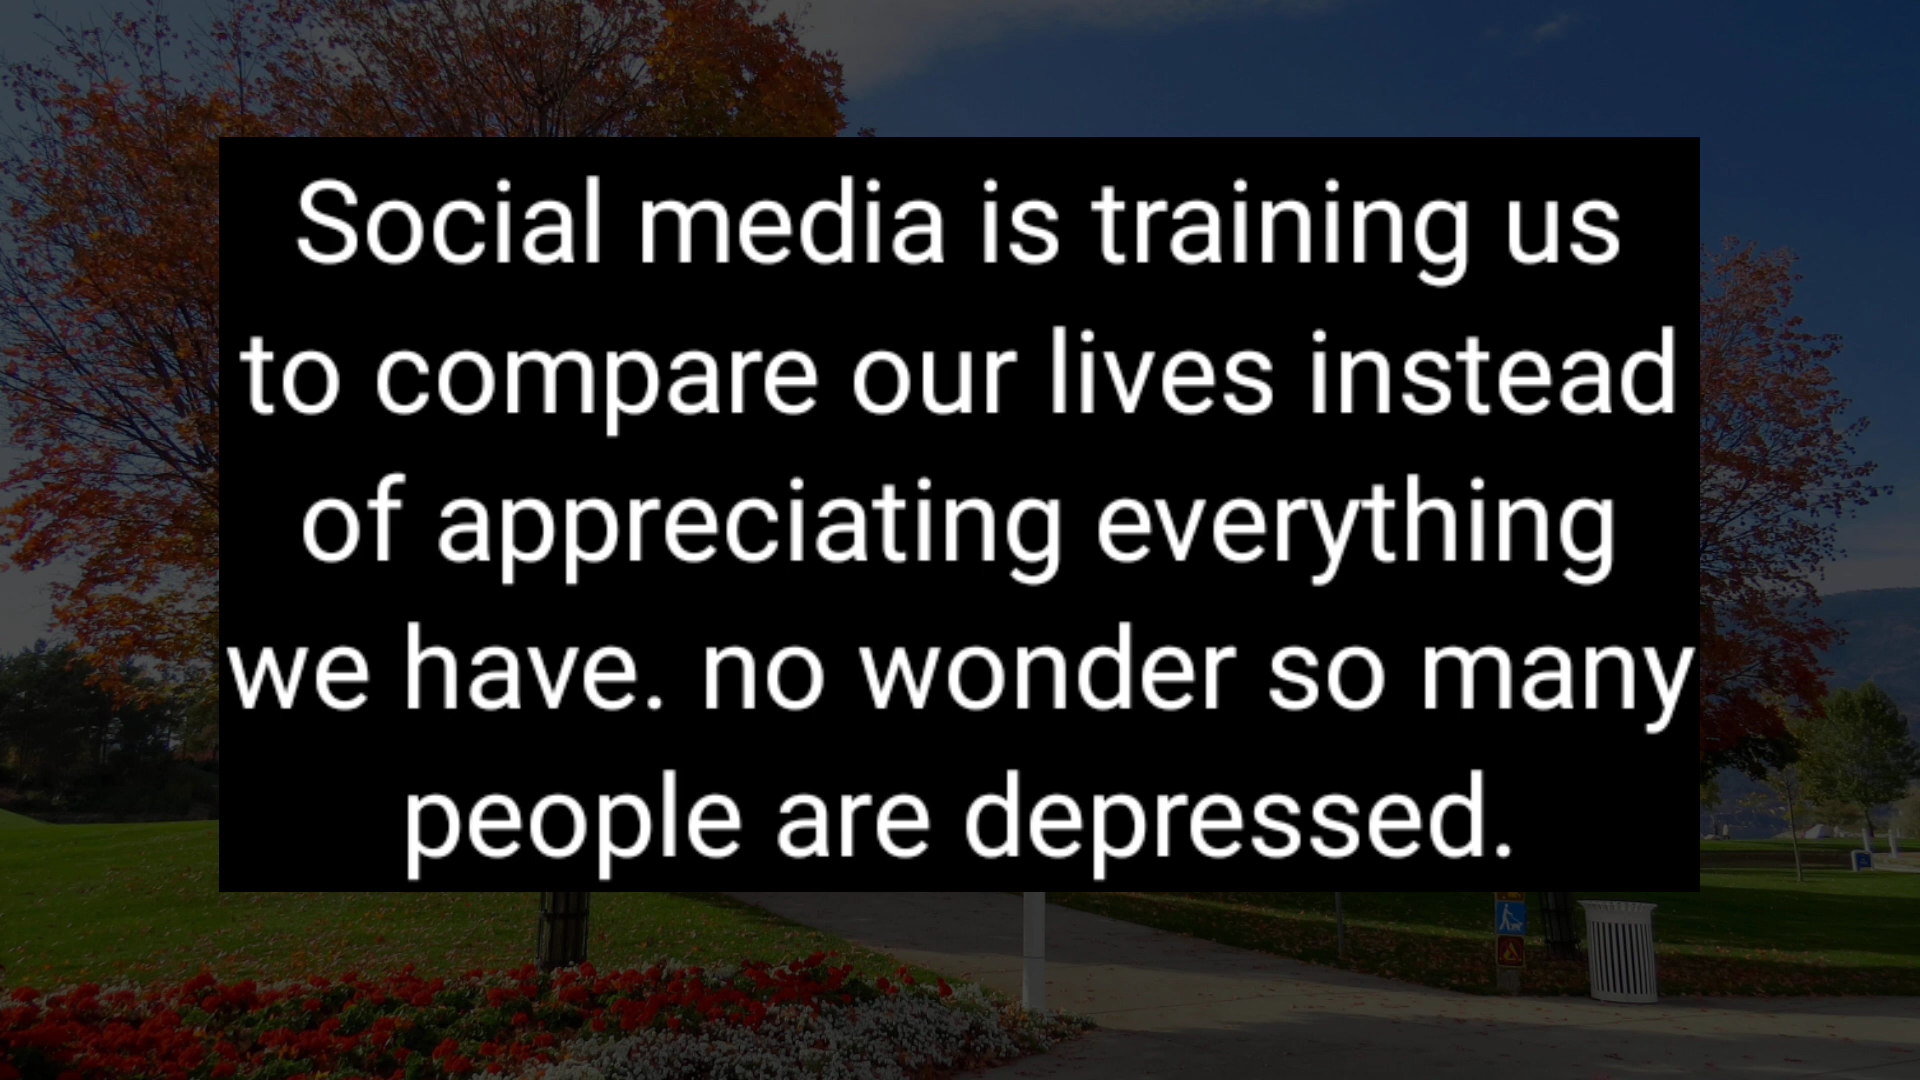 Social media is training us
to compare our lives instead
of appreciating everything
we have. no wonder so many
people are depressed.